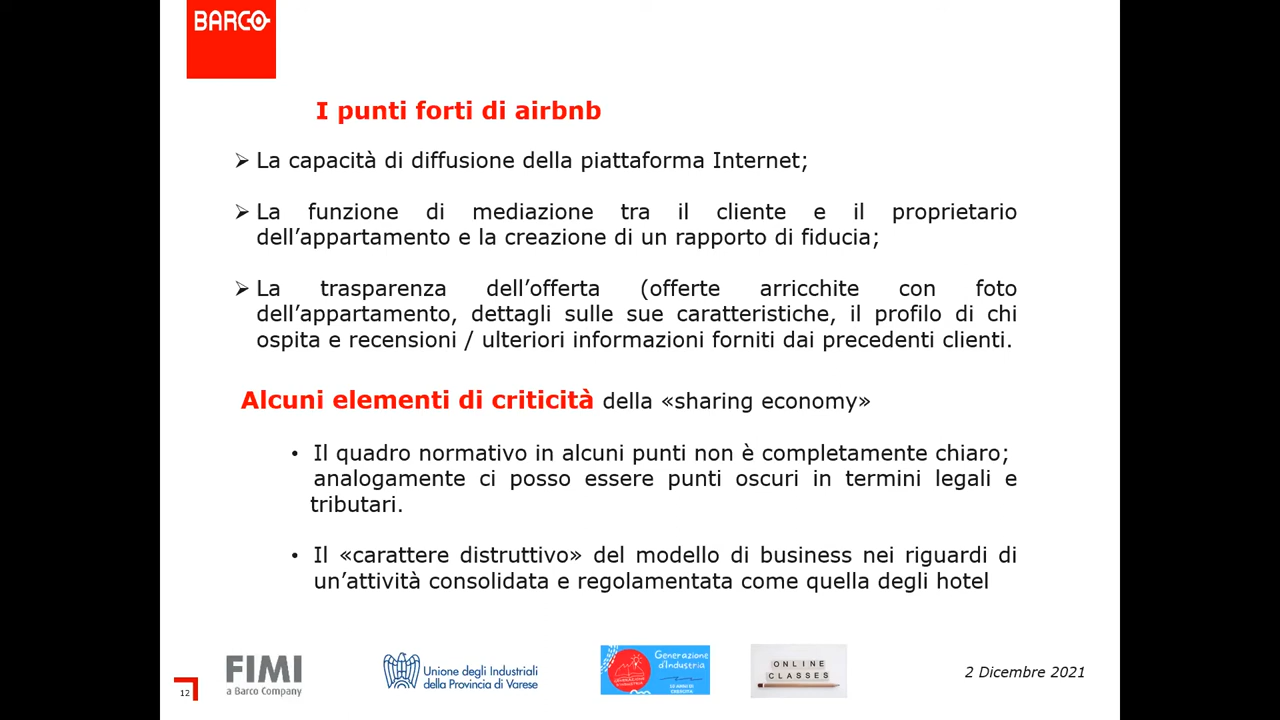 BARCO
I punti forti di airbnb
➢ La capacità di diffusione della piattaforma Internet;
➢ La funzione di mediazione tra il cliente e il proprietario
dell’appartamento e la creazione di un rapporto di fiducia;
➢ La trasparenza dell’offerta (offerte arricchite con foto
dell’appartamento, dettagli sulle sue caratteristiche, il profilo di chi
ospita e recensioni / ulteriori informazioni forniti dai precedenti clienti.
Alcuni elementi di criticità della «sharing economy»
• Il quadro normativo in alcuni punti non è completamente chiaro;
analogamente ci posso essere punti oscuri in termini legali e
tributari.
• Il «carattere distruttivo» del modello di business nei riguardi di
un’attività consolidata e regolamentata come quella degli hotel
12
FIMI
a Barco Company
Unione degli Industriali
della Provincia di Varese
Generazione
d'Industria
ONLINE
CLASSES
2 Dicembre 2021